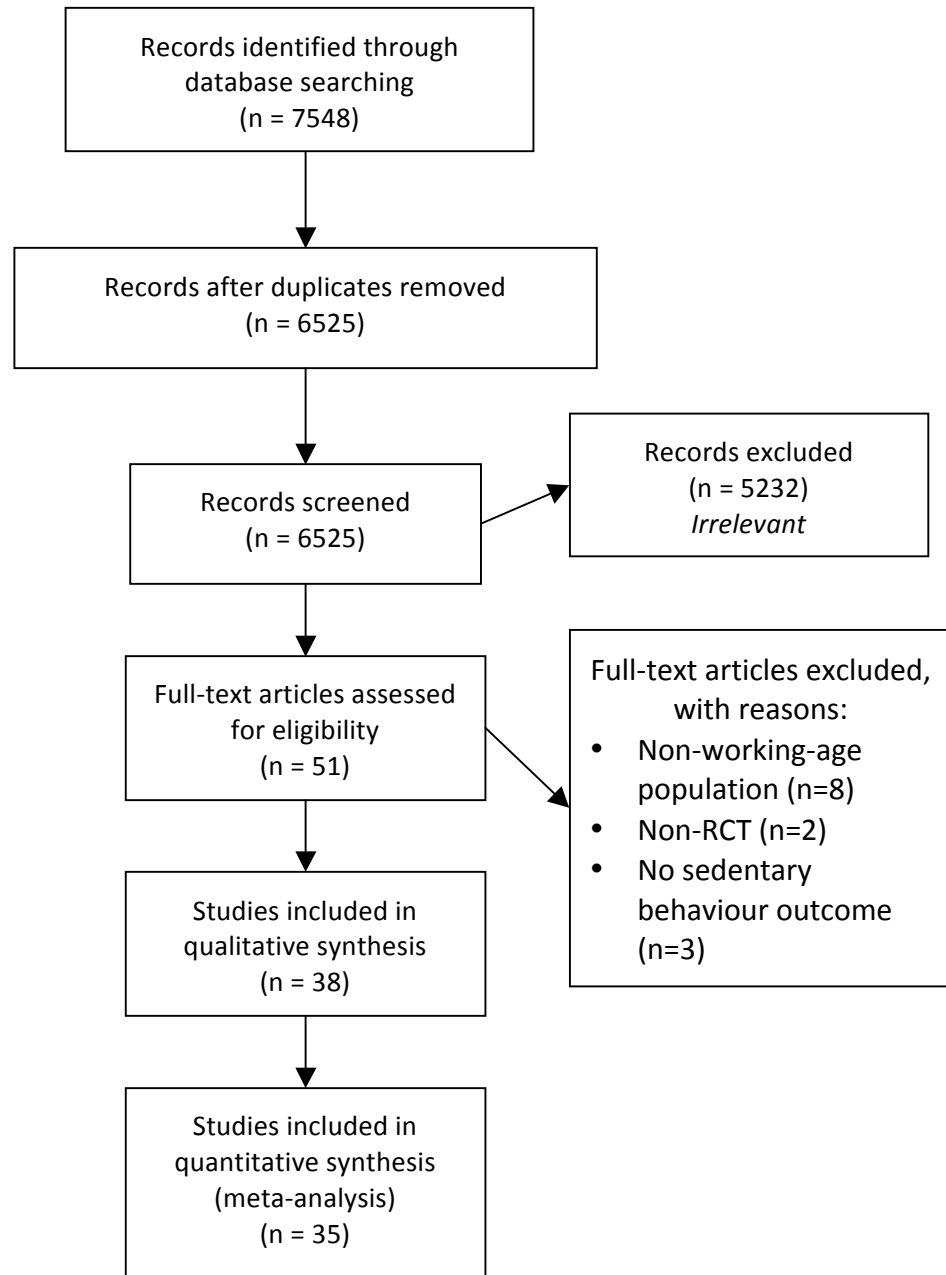 Records identified through
database searching
(n = 7548)
Records after duplicates removed
(n = 6525)
Records screened
(n = 6525)
Records excluded
(n = 5232)
Irrelevant
Full-text articles assessed
for eligibility
(n = 51)
Full-text articles excluded,
with reasons:
• Non-working-age
population (n=8)
• Non-RCT (n=2)
• No sedentary
behaviour outcome
(n=3)
Studies included in
qualitative synthesis
(n = 38)
Studies included in
quantitative synthesis
(meta-analysis)
(n = 35)